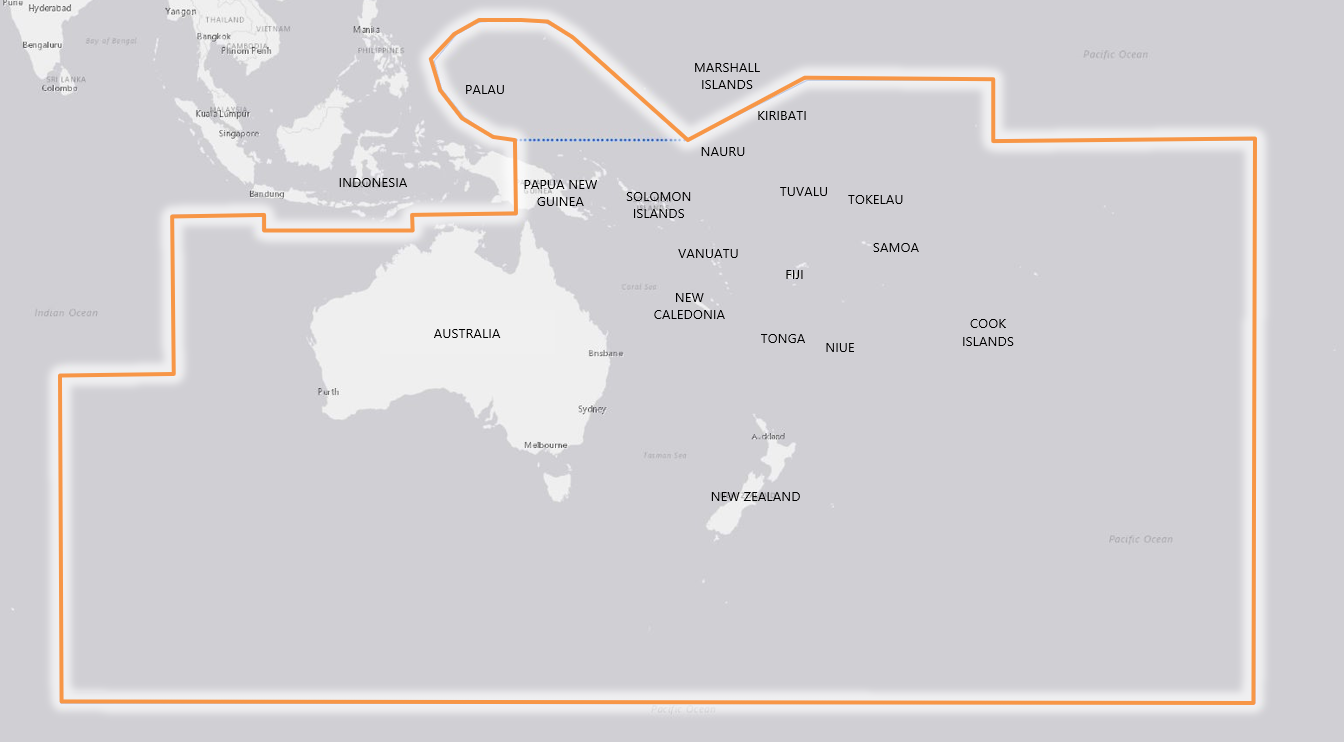 Pune
Hyderabad
Yangon
THAILAND
Manila
VIETNAM
Bengaluru
Bay of Bengal
Bangkok
CAMBODIA
Phnom Penh
PHILIPPINES
Pacific Ocean
MARSHALL
ISLANDS
SRI LANKA
Colombo
PALAU
MALAYSIA
Kuala Lumpur
KIRIBATI
Singapore
NAURU
INDONESIA
PAPUA NEW
GUINEA
Bandung
SOLOMON
ISLANDS
TUVALU
TOKELAU
VANUATU
SAMOA
FIJI
Coral Sea
NEW
CALEDONIA
Indian Ocean
AUSTRALIA
TONGA
NIUE
COOK
ISLANDS
Brisbane
Perth
Sydney
Auckland
Melbourne
Tasman Sea
NEW ZEALAND
Pacific Ocean
Pacific Ocean